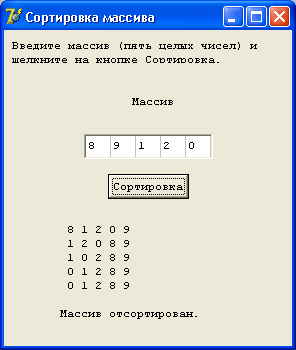 Сортировка массива
Введите массив (пять целых чисел) и
щелкните на кнопке Сортировка.
Массив
8 9 1 2 0
Сортировка
8 1 2 0 9
1 2 0 8 9
1 0 2 8 9
0 1 2 8 9
0 1 2 8 9
Массив отсортирован.